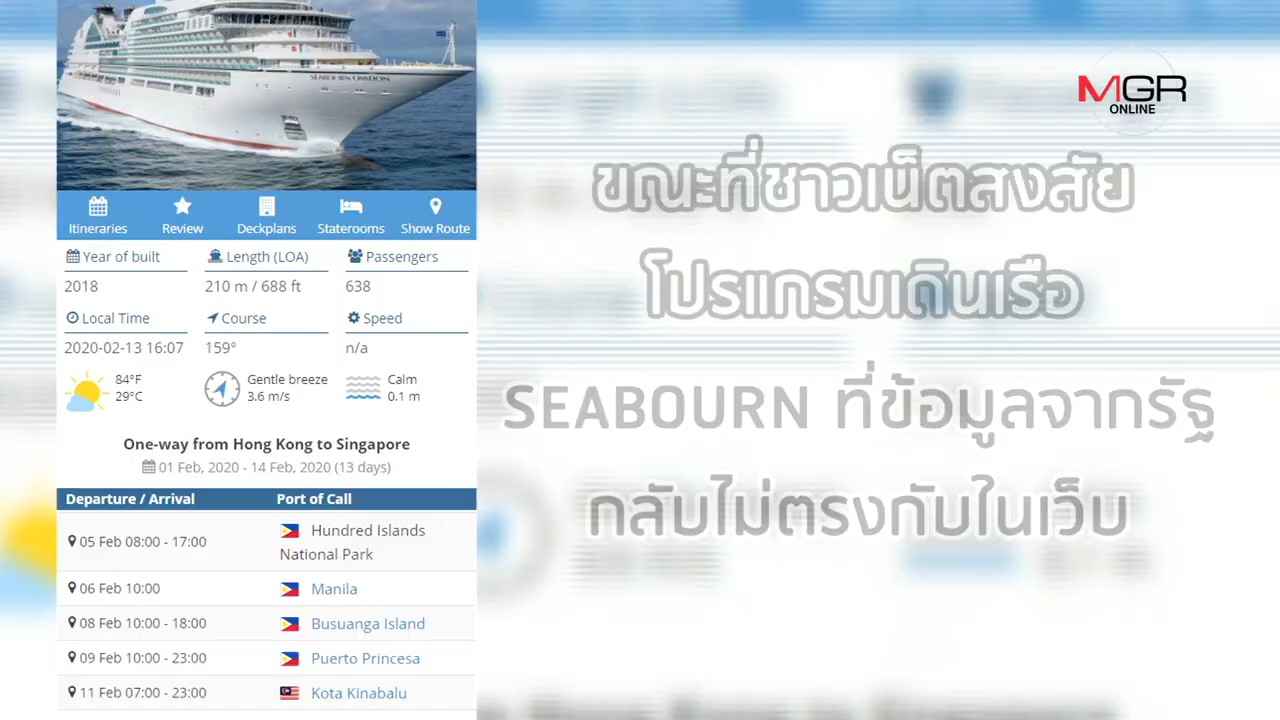 SEABOURN OVATION
Itineraries
Review
Deckplans
Staterooms
Show Route
Year of built
Length (LOA)
Passengers
2018
210 m / 688 ft
638
Local Time
Course
Speed
2020-02-13 16:07
159°
n/a
84°F
29°C
Gentle breeze
3.6 m/s
Calm
0.1 m
One-way from Hong Kong to Singapore
01 Feb, 2020 - 14 Feb, 2020 (13 days)
Departure / Arrival
Port of Call
05 Feb 08:00 - 17:00
Hundred Islands
National Park
06 Feb 10:00
Manila
08 Feb 10:00 - 18:00
Busuanga Island
09 Feb 10:00 - 23:00
Puerto Princesa
11 Feb 07:00 - 23:00
Kota Kinabalu
MGR
ONLINE
ขณะที่ชาวเน็ตสงสัย
โปรแกรมเดินเรือ
SEABOURN ที่ข้อมูลจากรัฐ
กลับไม่ตรงกับในเว็บ